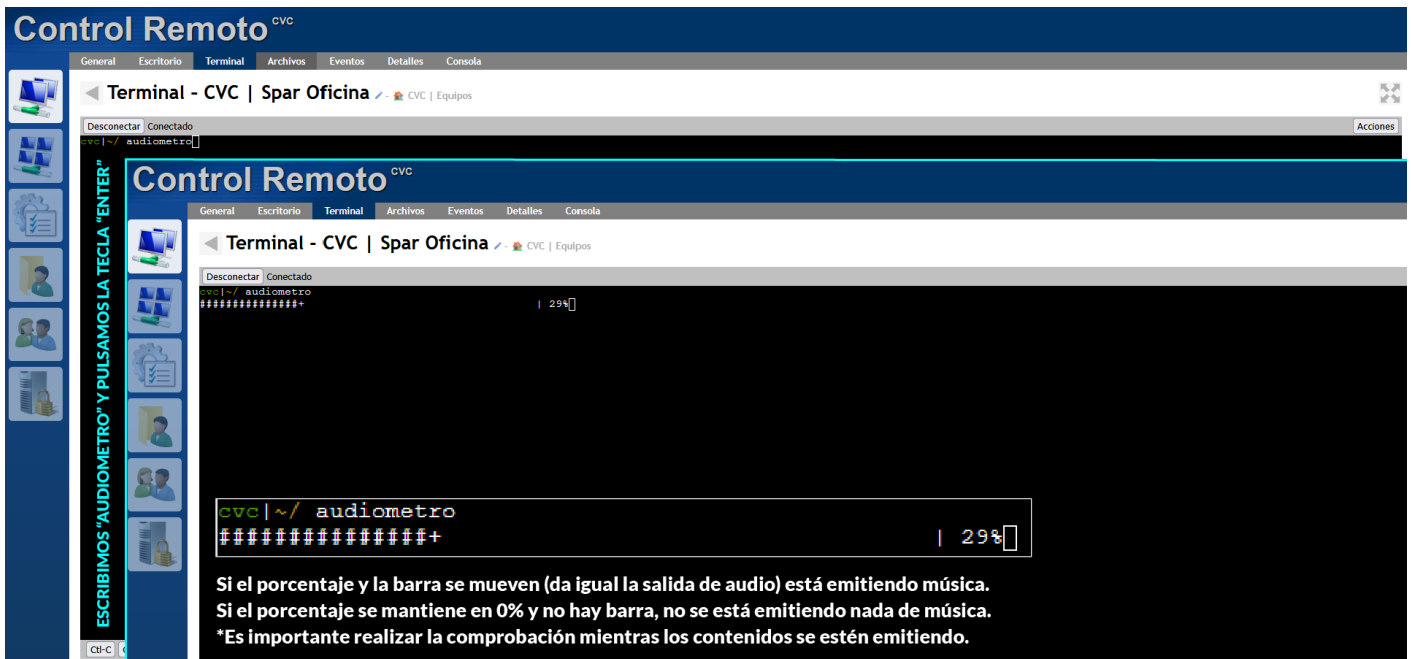 Control Remoto CVC
General Escritorio Terminal Archivos Eventos Detalles Consola
Terminal - CVC | Spar Oficina - CVC | Equipos
Desconectar Conectado Acciones
cvc|~/ audiometro
ESCRIBIMOS “AUDIOMETRO” Y PULSAMOS LA TECLA “ENTER”
Control Remoto CVC
General Escritorio Terminal Archivos Eventos Detalles Consola
Terminal - CVC | Spar Oficina - CVC | Equipos
Desconectar Conectado
cvc|~/ audiometro
###############+ | 29%
cvc|~/ audiometro
###############+ | 29%
Si el porcentaje y la barra se mueven (da igual la salida de audio) está emitiendo música.
Si el porcentaje se mantiene en 0% y no hay barra, no se está emitiendo nada de música.
*Es importante realizar la comprobación mientras los contenidos se estén emitiendo.
Ctl-C